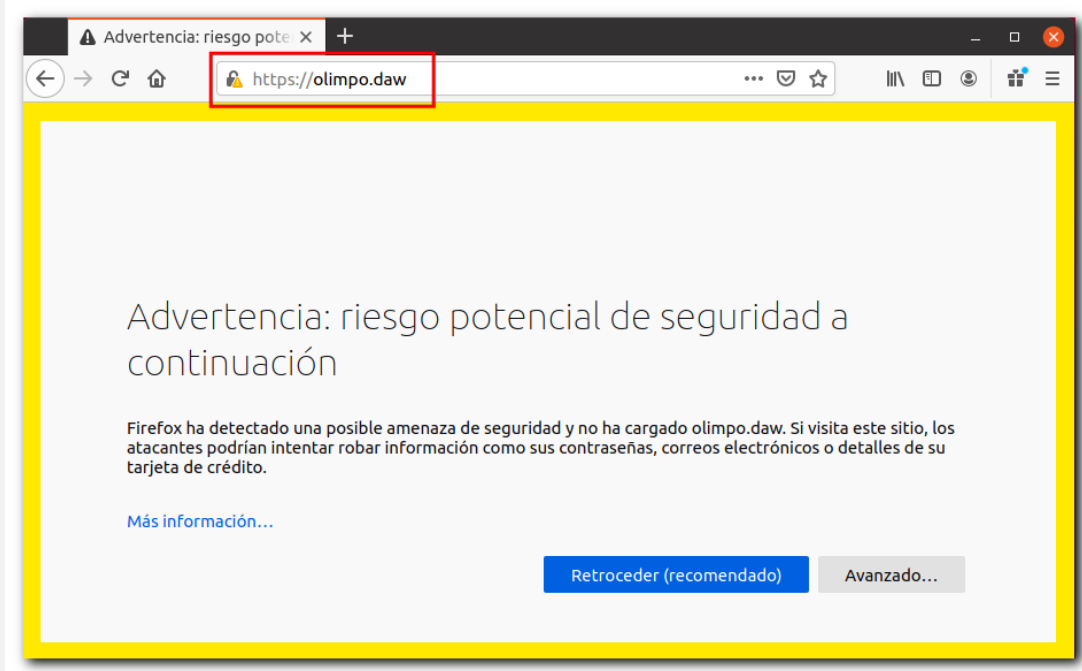 Advertencia: riesgo pote
https://olimpo.daw
Advertencia: riesgo potencial de seguridad a
continuación
Firefox ha detectado una posible amenaza de seguridad y no ha cargado olimpo.daw. Si visita este sitio, los
atacantes podrían intentar robar información como sus contraseñas, correos electrónicos o detalles de su
tarjeta de crédito.
Más información...
Retroceder (recomendado) Avanzado...